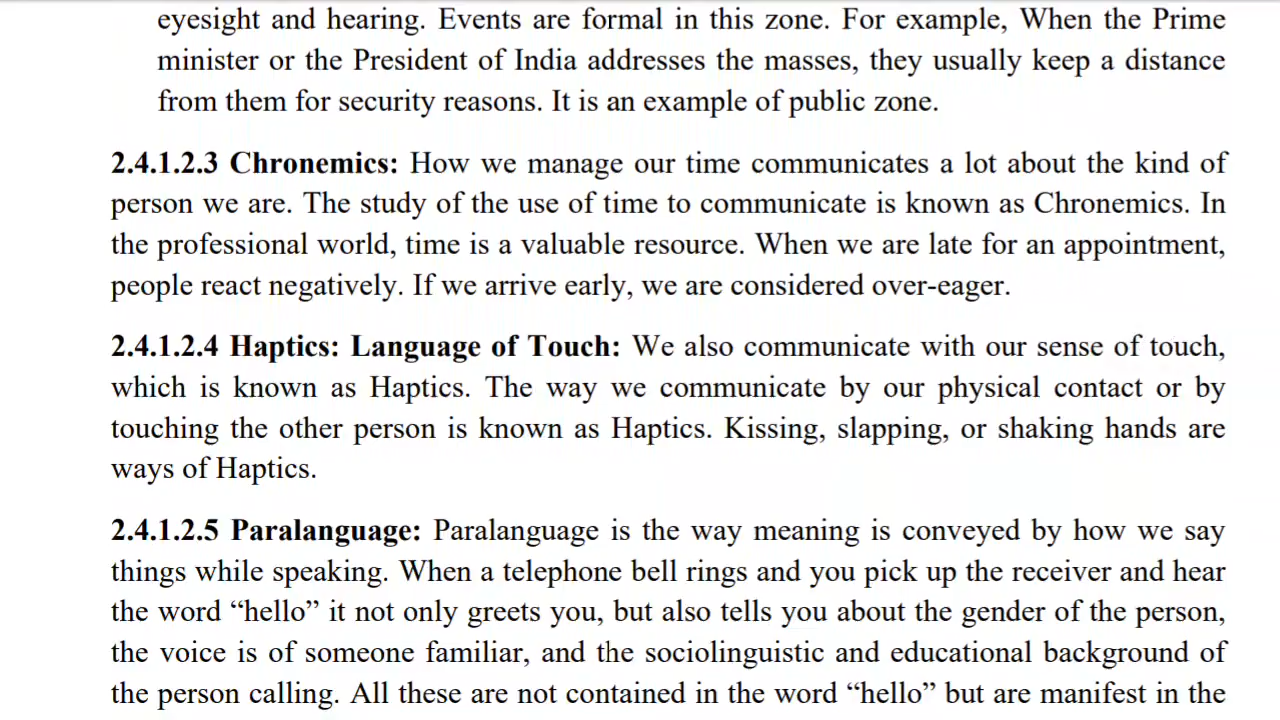 eyesight and hearing. Events are formal in this zone. For example, When the Prime
minister or the President of India addresses the masses, they usually keep a distance
from them for security reasons. It is an example of public zone.
2.4.1.2.3 Chronemics: How we manage our time communicates a lot about the kind of
person we are. The study of the use of time to communicate is known as Chronemics. In
the professional world, time is a valuable resource. When we are late for an appointment,
people react negatively. If we arrive early, we are considered over-eager.
2.4.1.2.4 Haptics: Language of Touch: We also communicate with our sense of touch,
which is known as Haptics. The way we communicate by our physical contact or by
touching the other person is known as Haptics. Kissing, slapping, or shaking hands are
ways of Haptics.
2.4.1.2.5 Paralanguage: Paralanguage is the way meaning is conveyed by how we say
things while speaking. When a telephone bell rings and you pick up the receiver and hear
the word “hello” it not only greets you, but also tells you about the gender of the person,
the voice is of someone familiar, and the sociolinguistic and educational background of
the person calling. All these are not contained in the word “hello” but are manifest in the